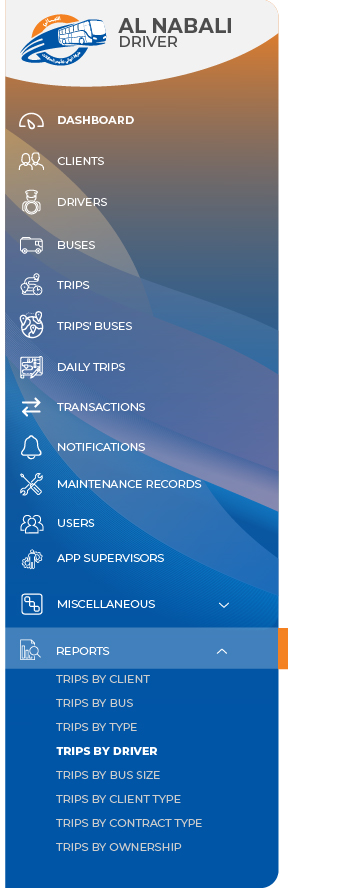 AL NABALI
DRIVER
DASHBOARD
CLIENTS
DRIVERS
BUSES
TRIPS
TRIPS' BUSES
DAILY TRIPS
TRANSACTIONS
NOTIFICATIONS
MAINTENANCE RECORDS
USERS
APP SUPERVISORS
MISCELLANEOUS
REPORTS
TRIPS BY CLIENT
TRIPS BY BUS
TRIPS BY TYPE
TRIPS BY DRIVER
TRIPS BY BUS SIZE
TRIPS BY CLIENT TYPE
TRIPS BY CONTRACT TYPE
TRIPS BY OWNERSHIP